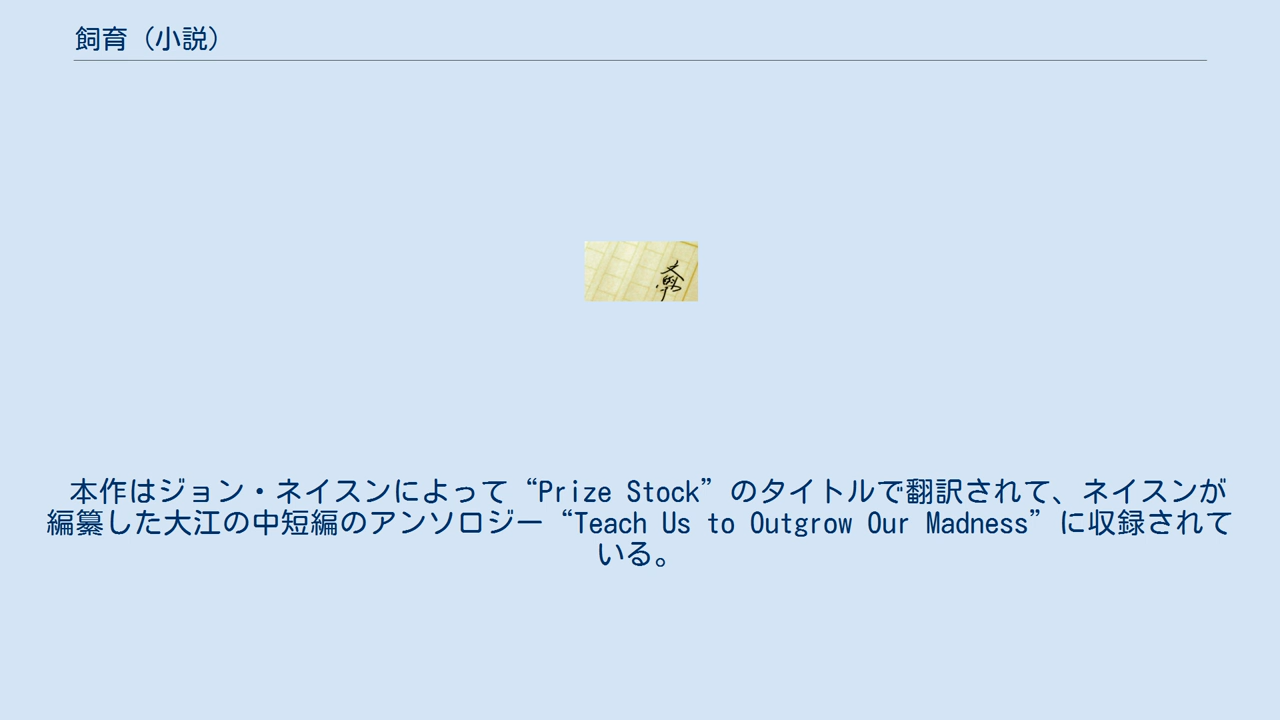 飼育（小説）
本作はジョン・ネイスンによって“Prize Stock”のタイトルで翻訳されて、ネイスンが
編纂した大江の中短編のアンソロジー“Teach Us to Outgrow Our Madness”に収録されて
いる。